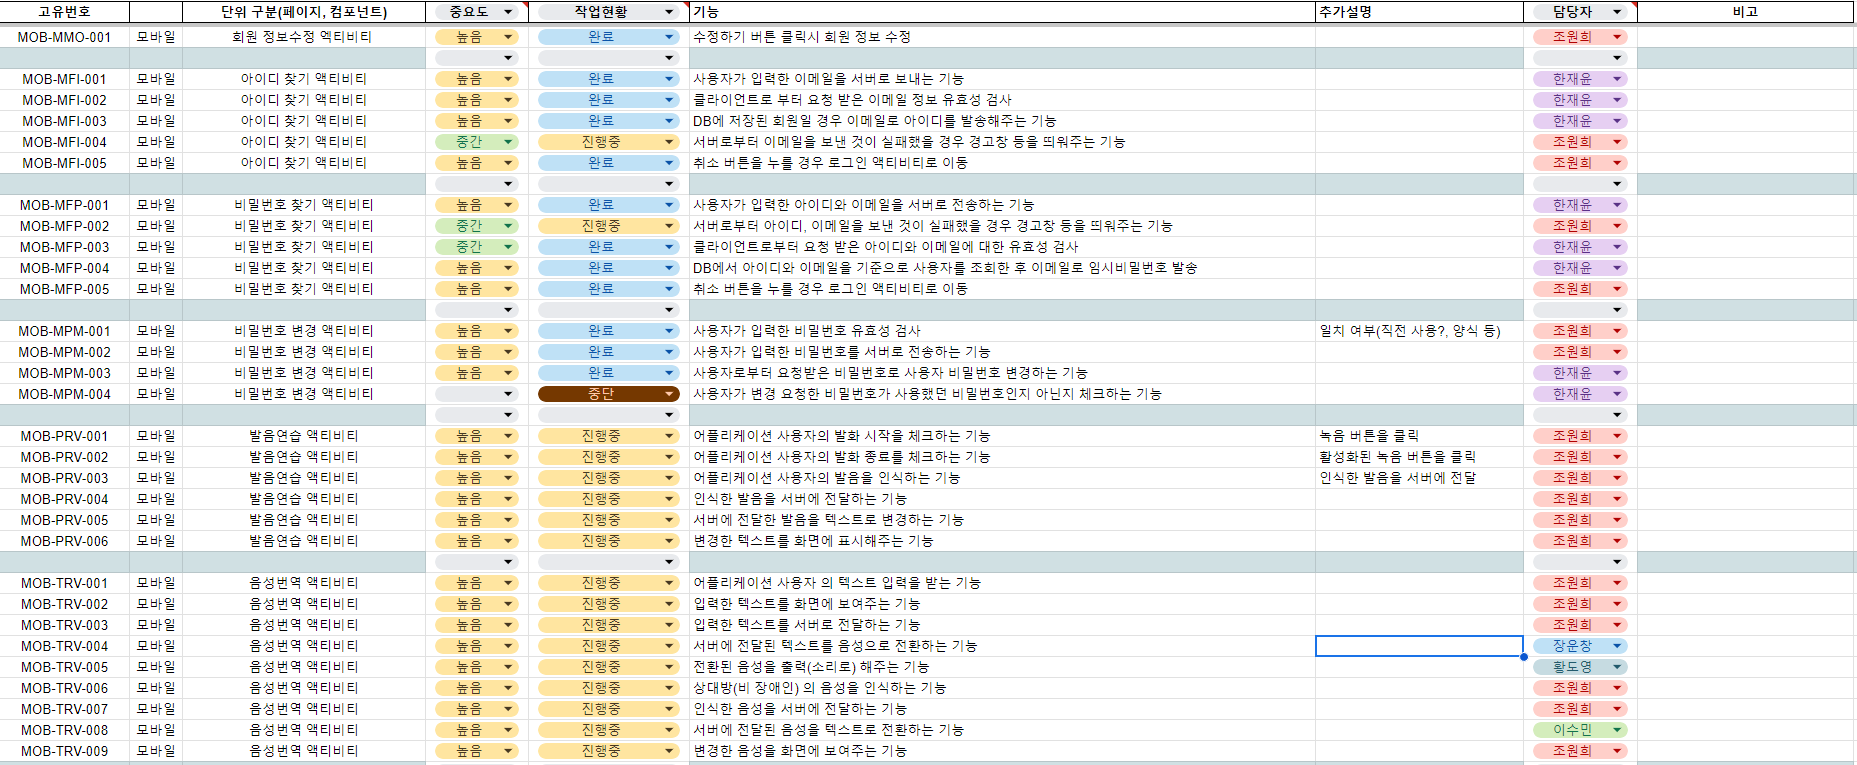 고유번호 단위 구분(페이지, 컴포넌트) 중요도 작업현황 기능 추가설명 담당자 비고
MOB-MMO-001 모바일 회원 정보수정 엑티비티 높음 완료 수정하기 버튼 클릭시 회원 정보 수정 조원희
MOB-MFI-001 모바일 아이디 찾기 액티비티 높음 완료 사용자가 입력한 이메일을 서버로 보내는 기능 한재윤
MOB-MFI-002 모바일 아이디 찾기 액티비티 높음 완료 클라이언트로 부터 요청 받은 이메일 정보 유효성 검사 한재윤
MOB-MFI-003 모바일 아이디 찾기 액티비티 높음 완료 DB에 저장된 회원일 경우 이메일로 아이디를 발송해주는 기능 한재윤
MOB-MFI-004 모바일 아이디 찾기 액티비티 중간 진행중 서버로부터 이메일을 보낸 것이 실패했을 경우 경고창 등을 띄워주는 기능 조원희
MOB-MFI-005 모바일 아이디 찾기 액티비티 높음 완료 취소 버튼을 누를 경우 로그인 액티비티로 이동 조원희
MOB-MFP-001 모바일 비밀번호 찾기 액티비티 높음 완료 사용자가 입력한 아이디와 이메일을 서버로 전송하는 기능 한재윤
MOB-MFP-002 모바일 비밀번호 찾기 액티비티 중간 진행중 서버로부터 아이디, 이메일을 보낸 것이 실패했을 경우 경고창 등을 띄워주는 기능 조원희
MOB-MFP-003 모바일 비밀번호 찾기 액티비티 중간 완료 클라이언트로부터 요청 받은 아이디와 이메일에 대한 유효성 검사 한재윤
MOB-MFP-004 모바일 비밀번호 찾기 액티비티 높음 완료 DB에서 아이디와 이메일을 기준으로 사용자를 조회한 후 이메일로 임시비밀번호 발송 한재윤
MOB-MFP-005 모바일 비밀번호 찾기 액티비티 높음 완료 취소 버튼을 누를 경우 로그인 액티비티로 이동 조원희
MOB-MPM-001 모바일 비밀번호 변경 액티비티 높음 완료 사용자가 입력한 비밀번호 유효성 검사 일치 여부(직전 사용?, 양식 등) 조원희
MOB-MPM-002 모바일 비밀번호 변경 액티비티 높음 완료 사용자가 입력한 비밀번호를 서버로 전송하는 기능 조원희
MOB-MPM-003 모바일 비밀번호 변경 액티비티 높음 완료 사용자로부터 요청받은 비밀번호로 사용자 비밀번호 변경하는 기능 한재윤
MOB-MPM-004 모바일 비밀번호 변경 액티비티 중단 사용자가 변경 요청한 비밀번호가 사용했던 비밀번호인지 아닌지 체크하는 기능 한재윤
MOB-PRV-001 모바일 발음연습 액티비티 높음 진행중 어플리케이션 사용자의 발화 시작을 체크하는 기능 녹음 버튼을 클릭 조원희
MOB-PRV-002 모바일 발음연습 액티비티 높음 진행중 어플리케이션 사용자의 발화 종료를 체크하는 기능 활성화된 녹음 버튼을 클릭 조원희
MOB-PRV-003 모바일 발음연습 액티비티 높음 진행중 어플리케이션 사용자의 발음을 인식하는 기능 인식한 발음을 서버에 전달 조원희
MOB-PRV-004 모바일 발음연습 액티비티 높음 진행중 인식한 발음을 서버에 전달하는 기능 조원희
MOB-PRV-005 모바일 발음연습 액티비티 높음 진행중 서버에 전달한 발음을 텍스트로 변경하는 기능 조원희
MOB-PRV-006 모바일 발음연습 액티비티 높음 진행중 변경한 텍스트를 화면에 표시해주는 기능 조원희
MOB-TRV-001 모바일 음성번역 액티비티 높음 진행중 어플리케이션 사용자 의 텍스트 입력을 받는 기능 조원희
MOB-TRV-002 모바일 음성번역 액티비티 높음 진행중 입력한 텍스트를 화면에 보여주는 기능 조원희
MOB-TRV-003 모바일 음성번역 액티비티 높음 진행중 입력한 텍스트를 서버로 전달하는 기능 조원희
MOB-TRV-004 모바일 음성번역 액티비티 높음 진행중 서버에 전달된 텍스트를 음성으로 전환하는 기능 장운창
MOB-TRV-005 모바일 음성번역 액티비티 높음 진행중 전환된 음성을 출력(소리로) 해주는 기능 황도영
MOB-TRV-006 모바일 음성번역 액티비티 높음 진행중 상대방(비 장애인) 의 음성을 인식하는 기능 조원희
MOB-TRV-007 모바일 음성번역 액티비티 높음 진행중 인식한 음성을 서버에 전달하는 기능 조원희
MOB-TRV-008 모바일 음성번역 액티비티 높음 진행중 서버에 전달된 음성을 텍스트로 전환하는 기능 이수민
MOB-TRV-009 모바일 음성번역 액티비티 높음 진행중 변경한 음성을 화면에 보여주는 기능 조원희